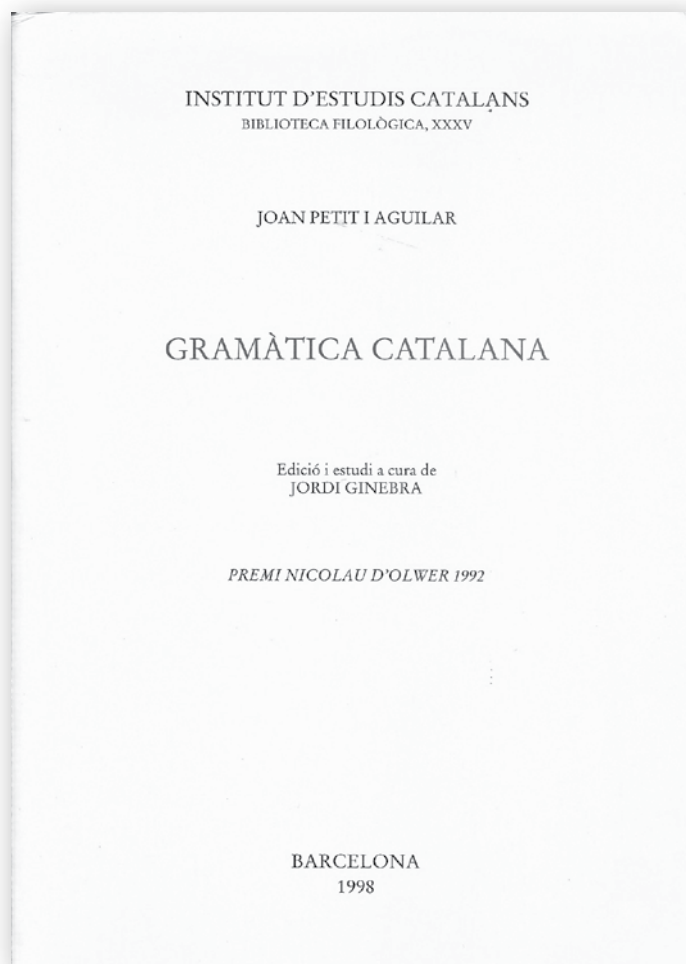 INSTITUT D'ESTUDIS CATALANS
BIBLIOTECA FILOLÒGICA, XXXV
JOAN PETIT I AGUILAR
GRAMÀTICA CATALANA
Edició i estudi a cura de
JORDI GINEBRA
PREMI NICOLAU D'OLWER 1992
BARCELONA
1998